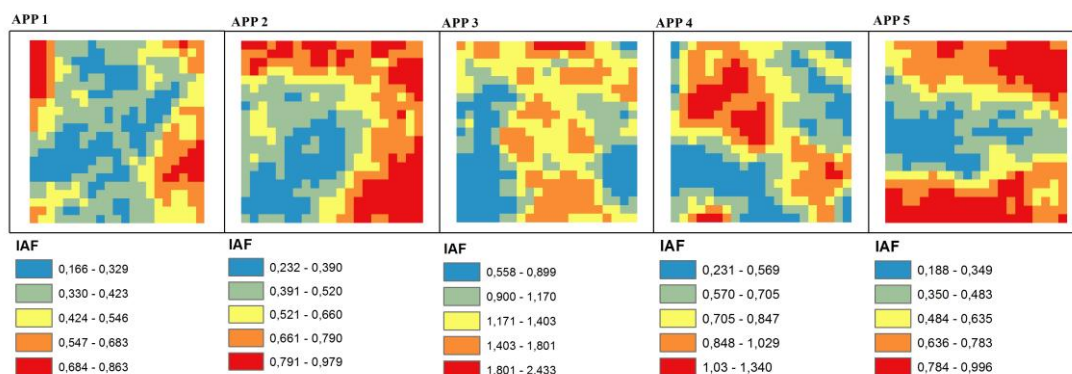 APP 1 APP 2 APP 3 APP 4 APP 5
IAF IAF IAF IAF IAF
0,166 - 0,329 0,232 - 0,390 0,558 - 0,899 0,231 - 0,569 0,188 - 0,349
0,330 - 0,423 0,391 - 0,520 0,900 - 1,170 0,570 - 0,705 0,350 - 0,483
0,424 - 0,546 0,521 - 0,660 1,171 - 1,403 0,705 - 0,847 0,484 - 0,635
0,547 - 0,683 0,661 - 0,790 1,403 - 1,801 0,848 - 1,029 0,636 - 0,783
0,684 - 0,863 0,791 - 0,979 1,801 - 2,433 1,03 - 1,340 0,784 - 0,996